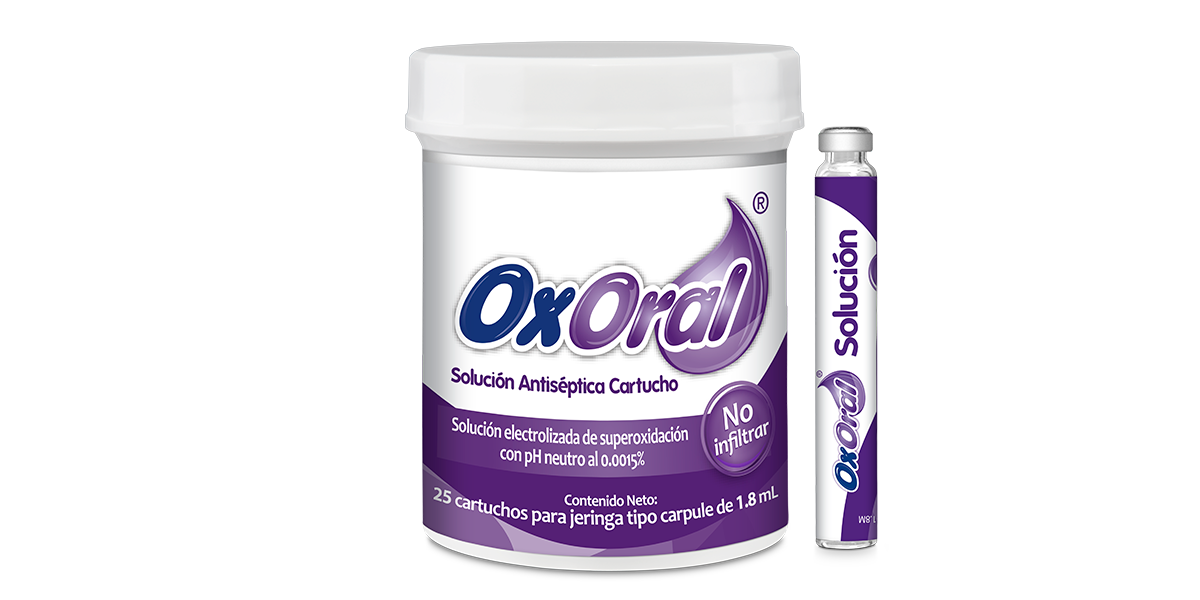 OxOral®
Solución Antiséptica Cartucho
No
infiltrar
Solución electrolizada de superoxidación
con pH neutro al 0.0015%
Contenido Neto:
25 cartuchos para jeringa tipo carpule de 1.8 mL
OxOral® Solución